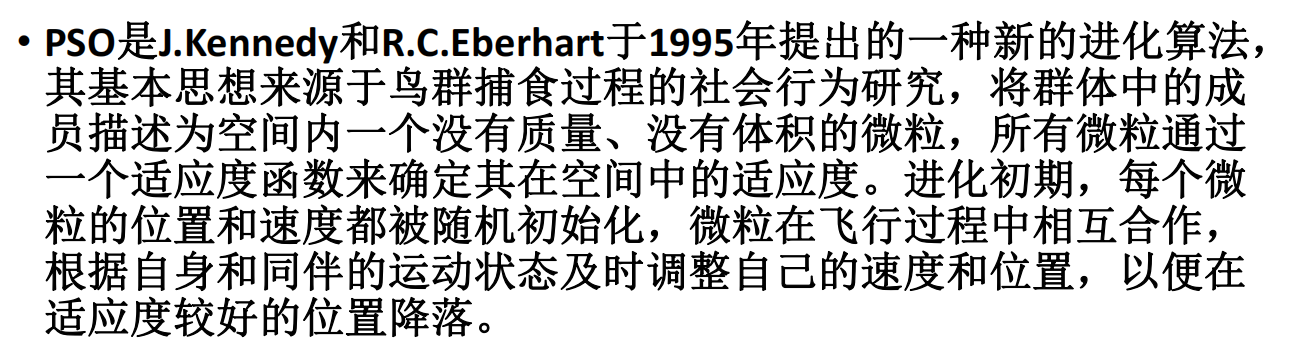 • PSO是J.Kennedy和R.C.Eberhart于1995年提出的一种新的进化算法，
其基本思想来源于鸟群捕食过程的社会行为研究，将群体中的成
员描述为空间内一个没有质量、没有体积的微粒，所有微粒通过
一个适应度函数来确定其在空间中的适应度。进化初期，每个微
粒的位置和速度都被随机初始化，微粒在飞行过程中相互合作，
根据自身和同伴的运动状态及时调整自己的速度和位置，以便在
适应度较好的位置降落。